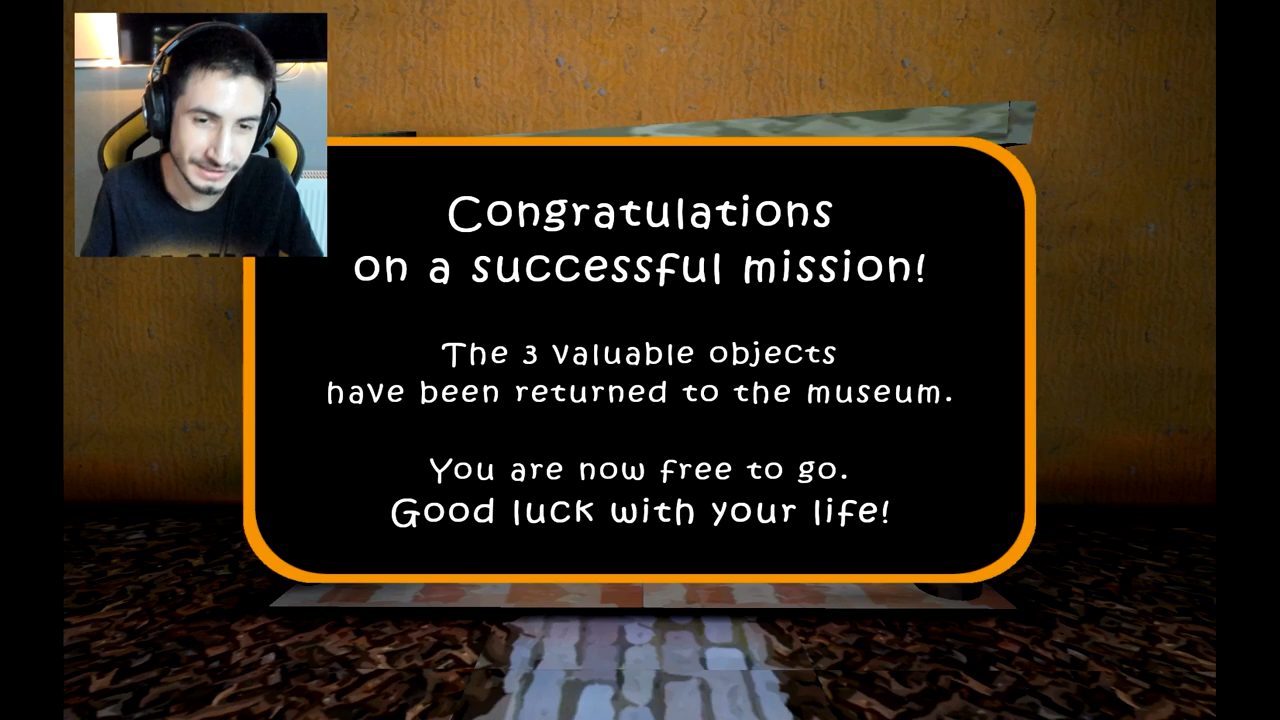 Congratulations
on a successful mission!
The 3 valuable objects
have been returned to the museum.
You are now free to go.
Good luck with your life!